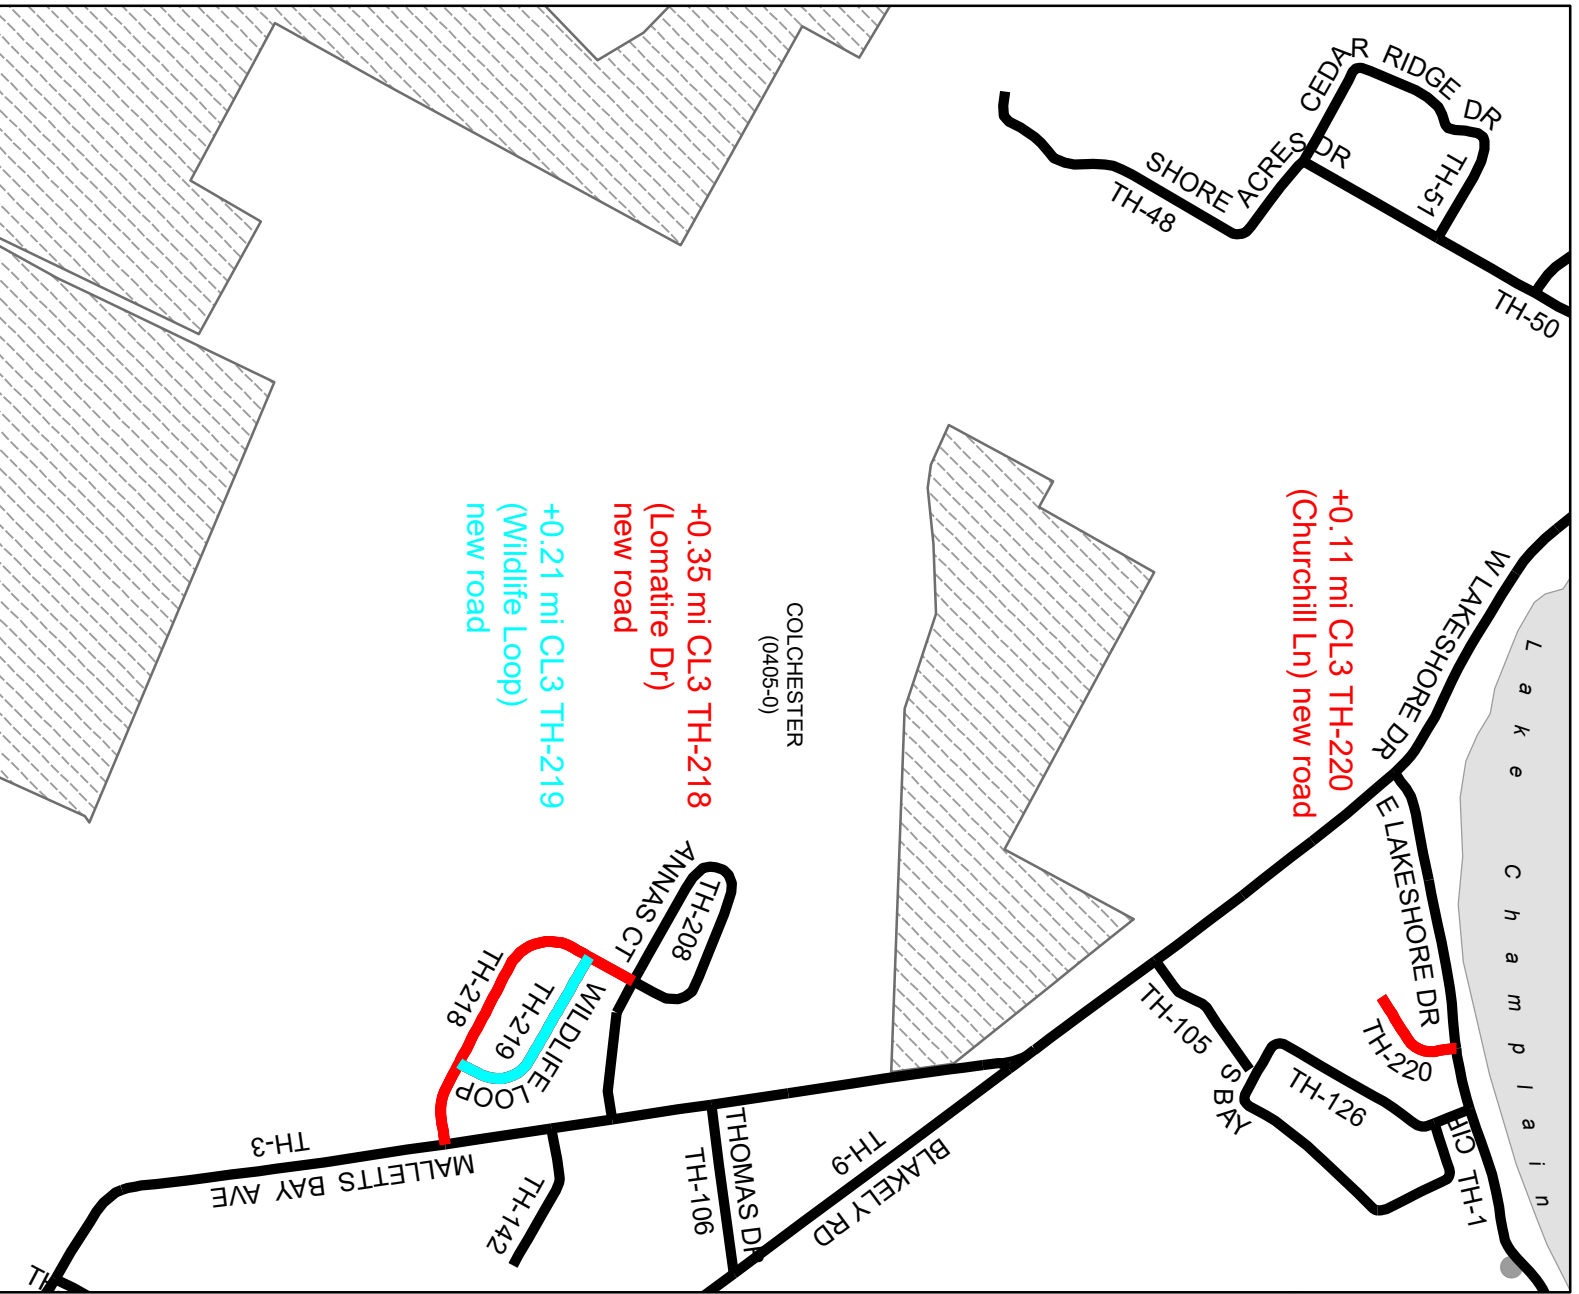 CEDAR RIDGE DR
TH-51
SHORE ACRES DR
TH-48
TH-50
+0.11 mi CL3 TH-220
(Churchill Ln) new road
W LAKESHORE DR
Lake Champlain
E LAKESHORE DR
COLCHESTER
(0405-0)
+0.35 mi CL3 TH-218
(Lomatire Dr)
new road
+0.21 mi CL3 TH-219
(Wildlife Loop)
new road
ANNAS CT
TH-208
TH-218
TH-219
WILDLIFE LOOP
TH-220
TH-105
S BAY CIR
TH-126
TH-1
TH-3
MALLETTS BAY AVE
TH-142
THOMAS DR
TH-106
TH-9
BLAKELY RD
TH